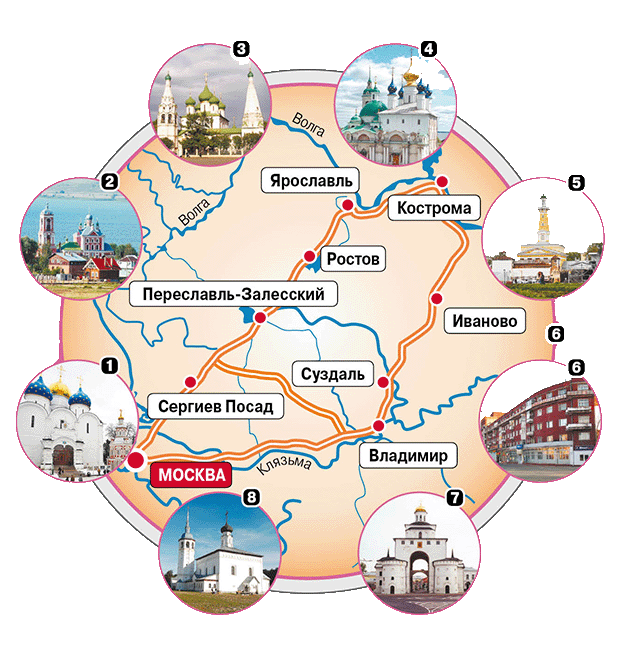 3
4
Волга
Ярославль
2
Волга
Кострома
5
Ростов
Переславль-Залесский
Иваново
6
1
Суздаль
6
Сергиев Посад
Клязьма
Владимир
МОСКВА
8
7